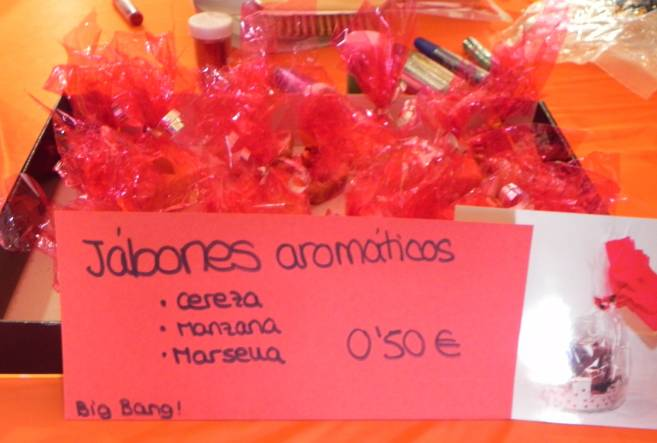 Jábones aromáticos
• cereza
• manzana
• Marsella
0'50 €
Big Bang!